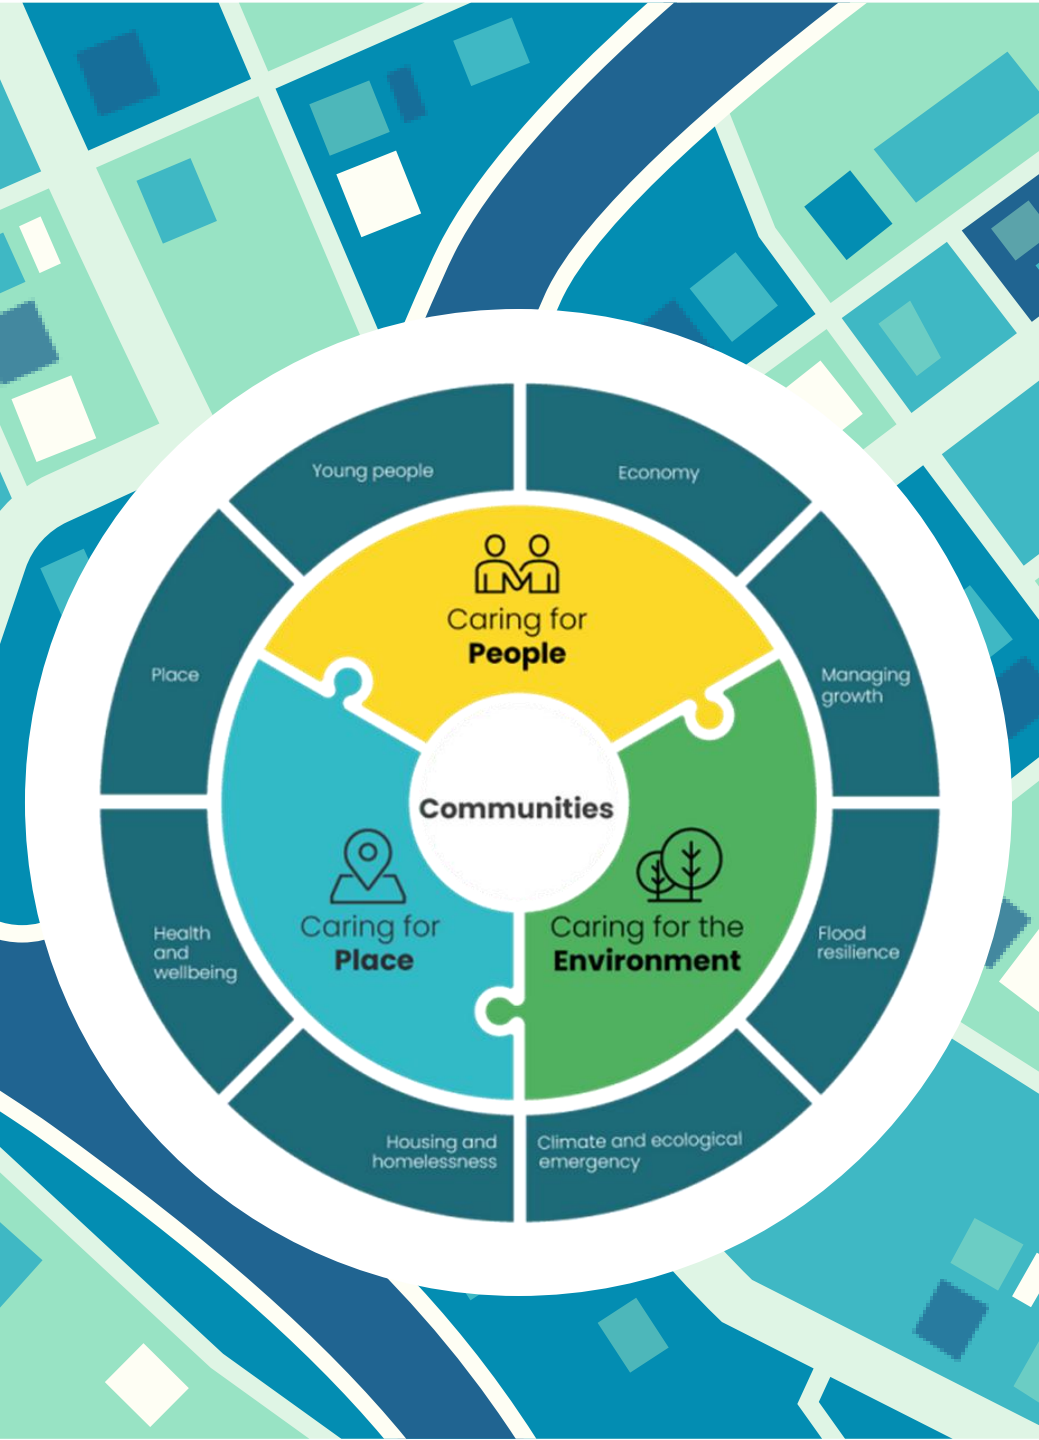 Young people
Economy
Place
Managing
growth
Health
and
wellbeing
Flood
resilience
Housing and
homelessness
Climate and ecological
emergency
Caring for
People
Caring for
Place
Caring for the
Environment
Communities